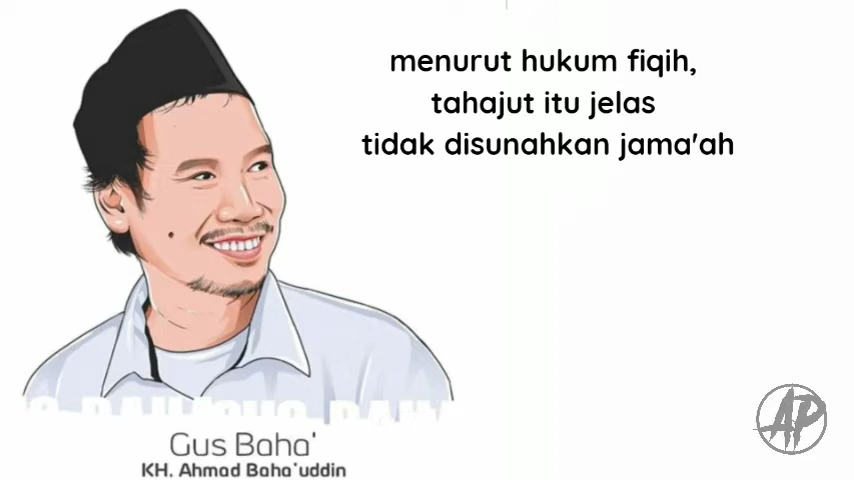 menurut hukum fiqih,
tahajut itu jelas
tidak disunahkan jama'ah
Gus Baha'
KH. Ahmad Baha'uddin
AP